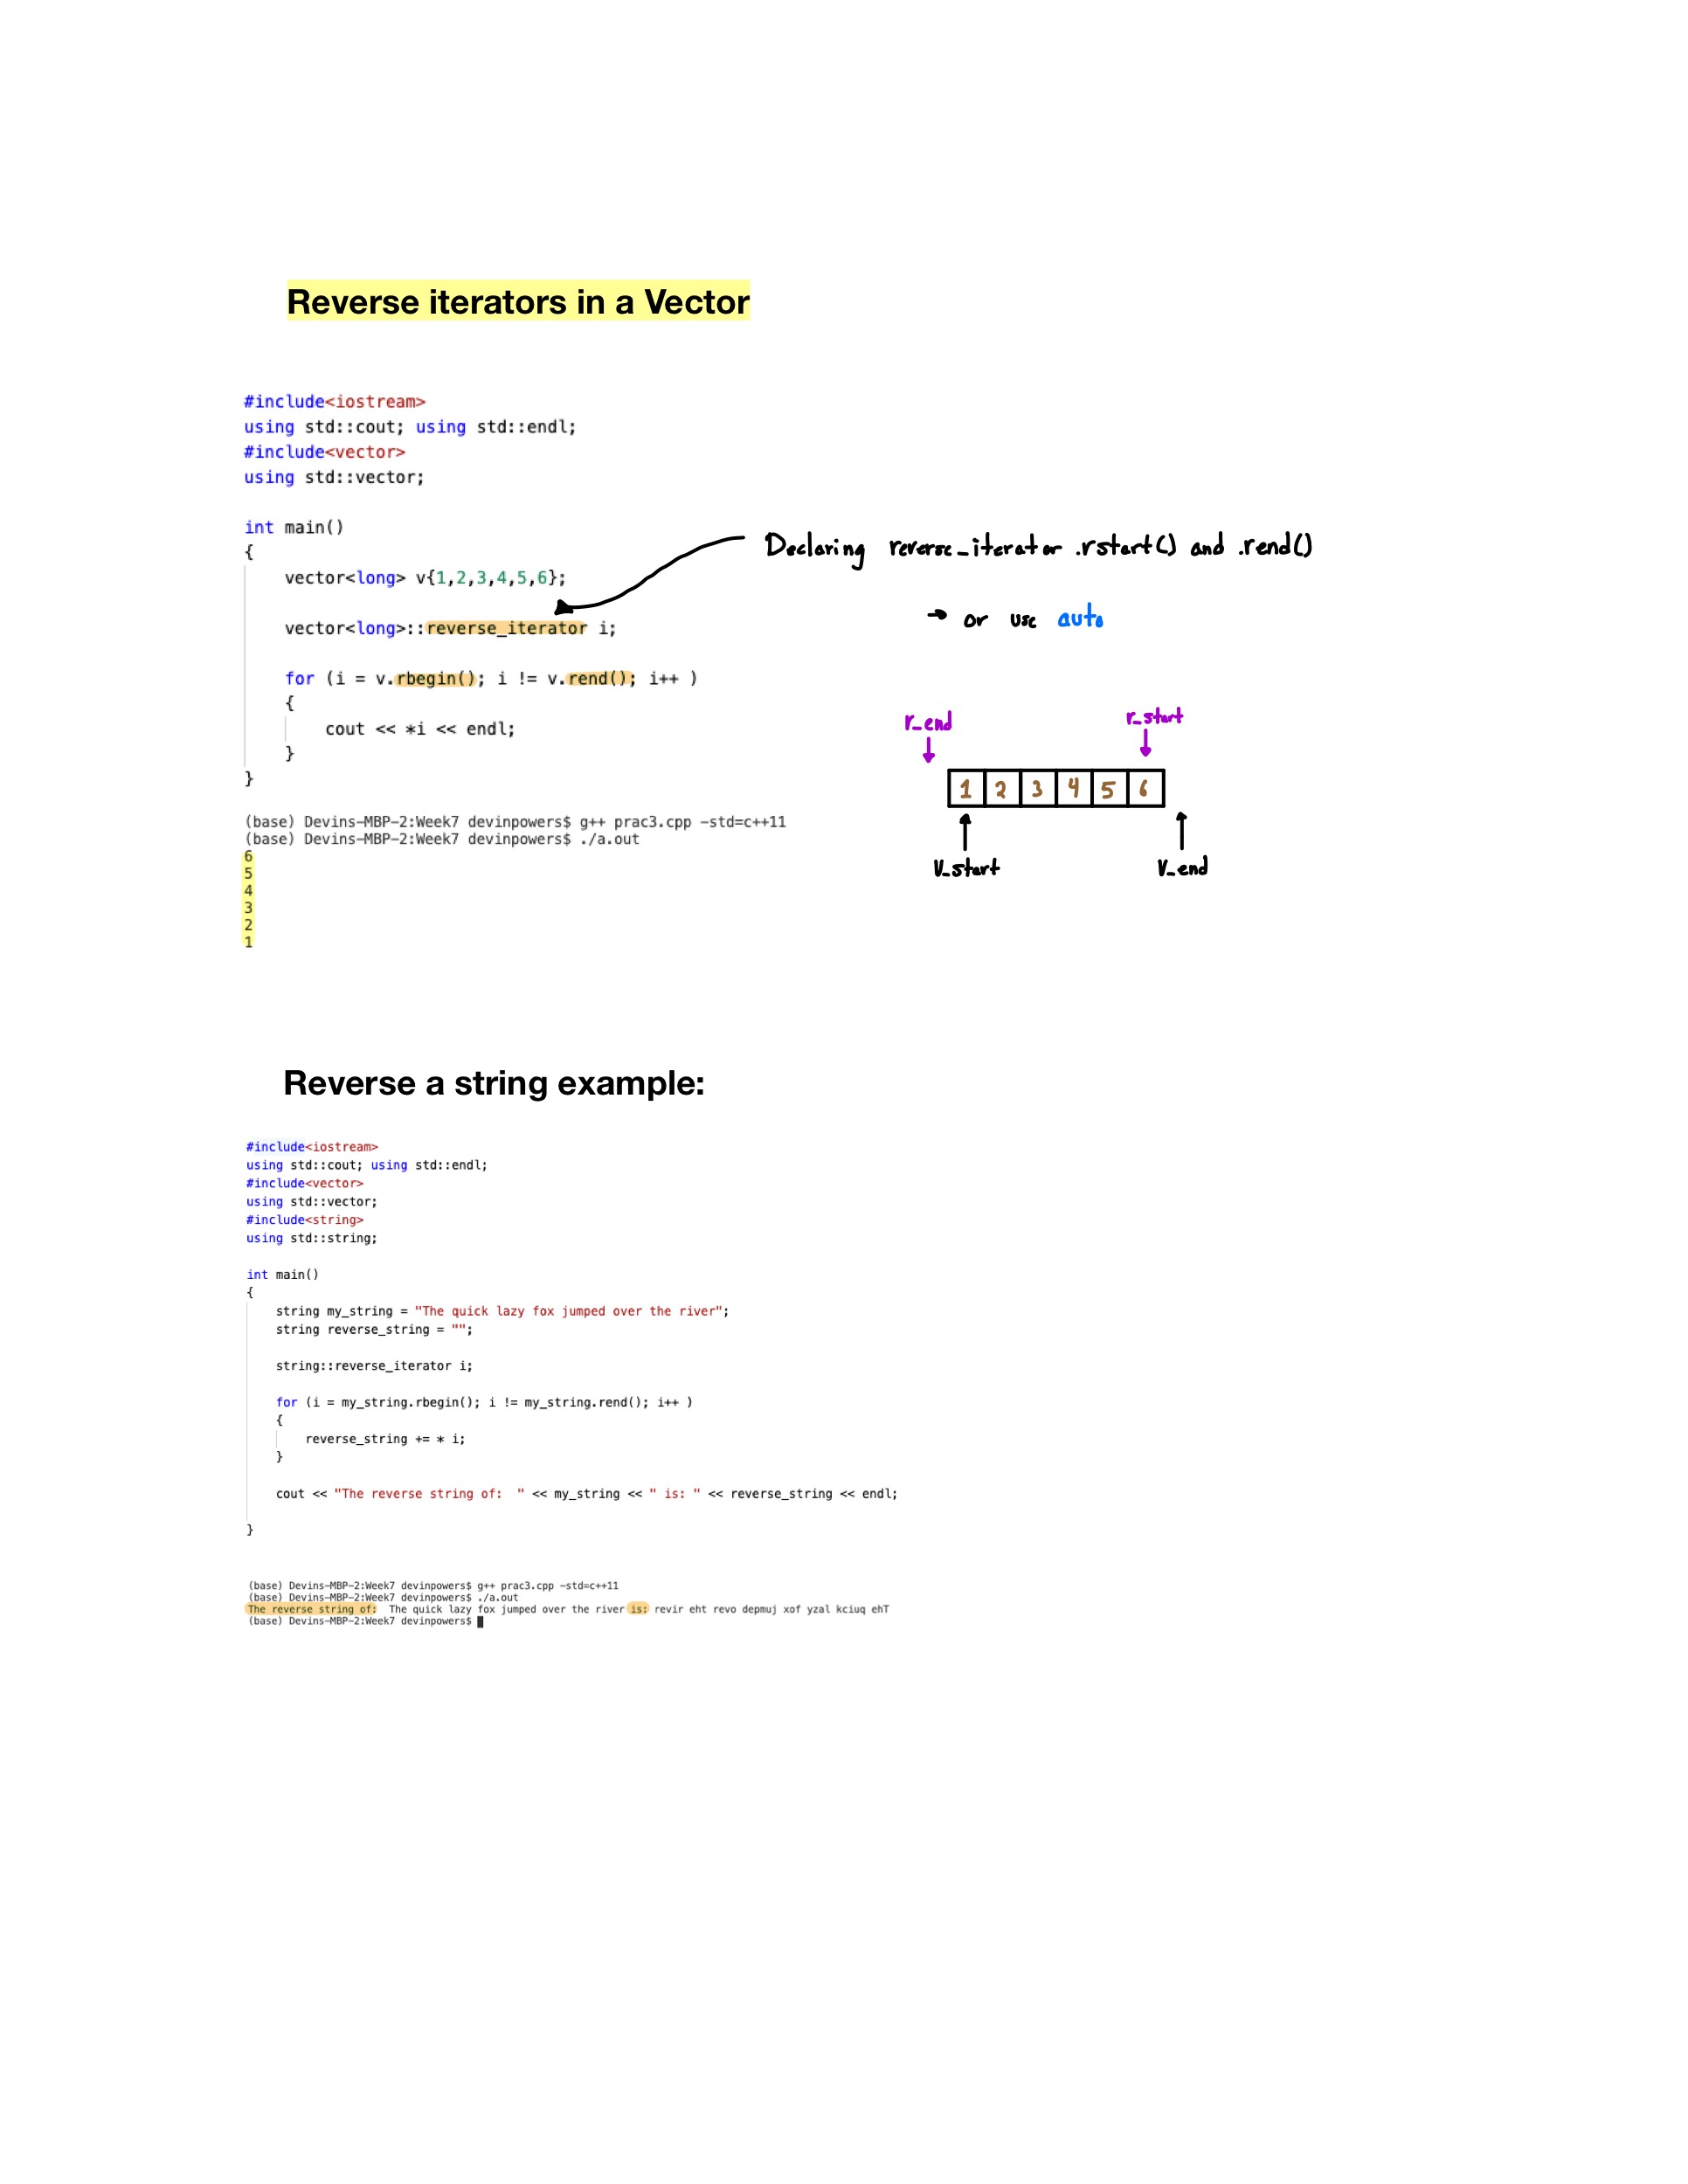 Reverse iterators in a Vector
#include<iostream>
using std::cout; using std::endl;
#include<vector>
using std::vector;
int main()
{
    vector<long> v{1,2,3,4,5,6};
    vector<long>::reverse_iterator i;
    for (i = v.rbegin(); i != v.rend(); i++ )
    {
        cout << *i << endl;
    }
}
Declaring reverse_iterator .rstart() and .rend()
→ or use auto
r_end r_start
1 2 3 4 5 6
V_start V_end
(base) Devins-MBP-2:Week7 devinpowers$ g++ prac3.cpp -std=c++11
(base) Devins-MBP-2:Week7 devinpowers$ ./a.out
6
5
4
3
2
1
Reverse a string example:
#include<iostream>
using std::cout; using std::endl;
#include<vector>
using std::vector;
#include<string>
using std::string;
int main()
{
    string my_string = "The quick lazy fox jumped over the river";
    string reverse_string = "";
    string::reverse_iterator i;
    for (i = my_string.rbegin(); i != my_string.rend(); i++ )
    {
        reverse_string += * i;
    }
    cout << "The reverse string of:  " << my_string << " is: " << reverse_string << endl;
}
(base) Devins-MBP-2:Week7 devinpowers$ g++ prac3.cpp -std=c++11
(base) Devins-MBP-2:Week7 devinpowers$ ./a.out
The reverse string of:  The quick lazy fox jumped over the river is: revir eht revo depmuj xof yzal kciuq ehT
(base) Devins-MBP-2:Week7 devinpowers$